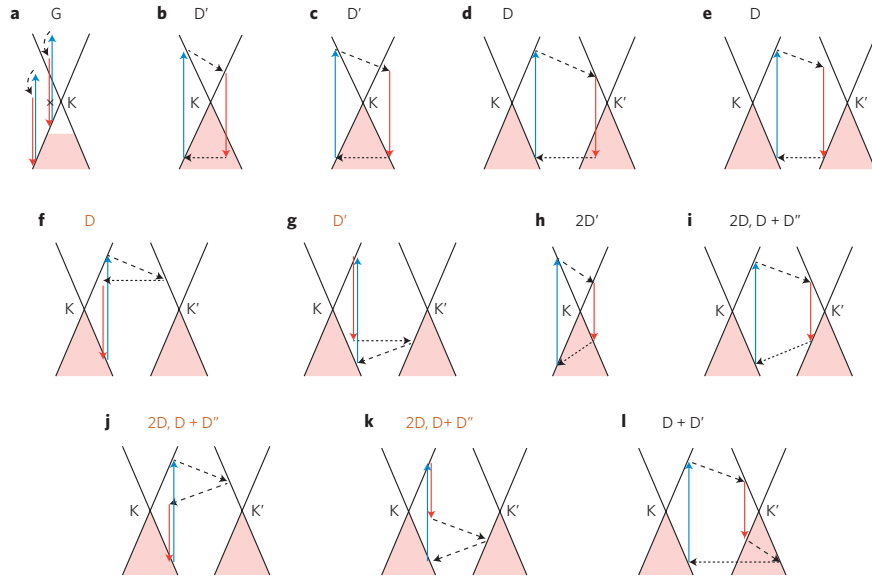 a G b D′ c D′ d D e D
K K K K K′ K K′
f D g D′ h 2D′ i 2D, D + D″
K K′ K K′ K K K′
j 2D, D + D″ k 2D, D+ D″ l D + D′
K K′ K K′ K K′